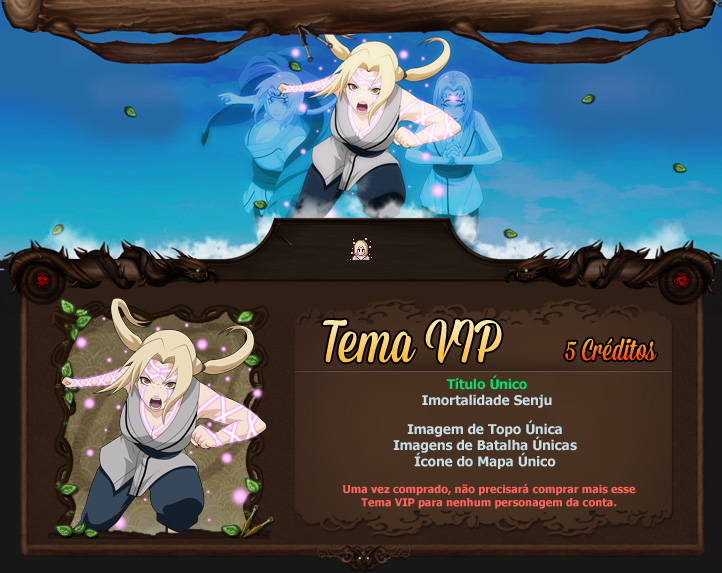 Tema VIP
5 Créditos
Título Único
Imortalidade Senju
Imagem de Topo Única
Imagens de Batalha Únicas
Ícone do Mapa Único
Uma vez comprado, não precisará comprar mais esse
Tema VIP para nenhum personagem da conta.